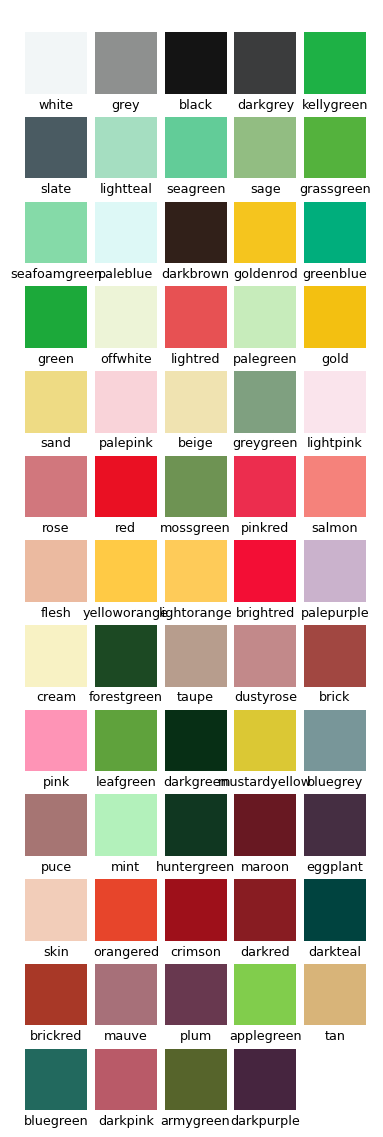 white grey black darkgrey kellygreen
slate lightteal seagreen sage grassgreen
seafoamgreen paleblue darkbrown goldenrod greenblue
green offwhite lightred palegreen gold
sand palepink beige greygreen lightpink
rose red mossgreen pinkred salmon
flesh yelloworange lightorange brightred palepurple
cream forestgreen taupe dustyrose brick
pink leafgreen darkgreen mustardyellow bluegrey
puce mint huntergreen maroon eggplant
skin orangered crimson darkred darkteal
brickred mauve plum applegreen tan
bluegreen darkpink armygreen darkpurple